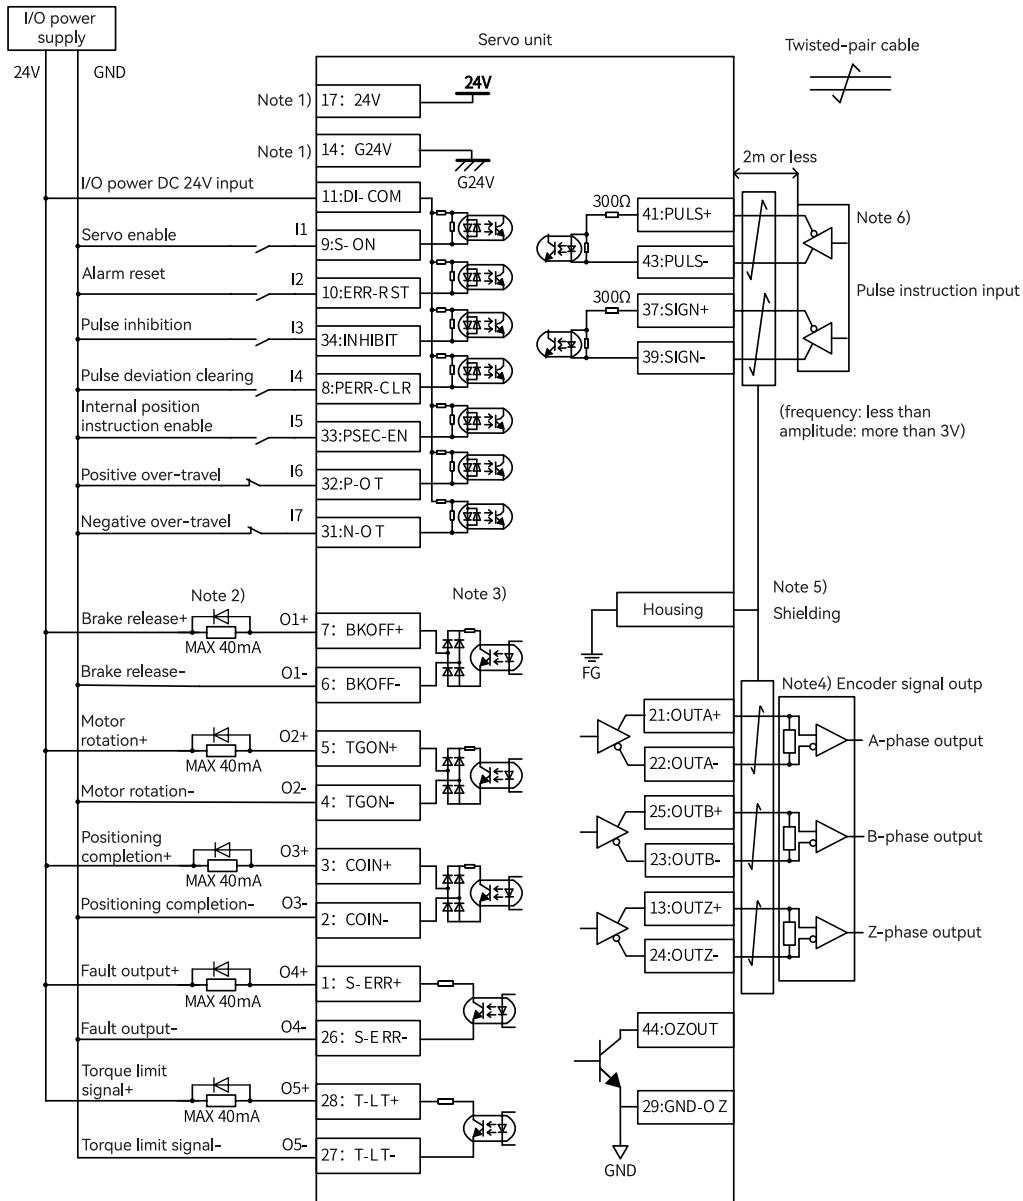 I/O power
supply
24V
GND
Servo unit
Twisted-pair cable
Note 1)
17: 24V
24V
Note 1)
14: G24V
G24V
2m or less
I/O power DC 24V input
11:DI-COM
Servo enable
I1
9:S-ON
Alarm reset
I2
10:ERR-RST
Pulse inhibition
I3
34:INHIBIT
Pulse deviation clearing
I4
8:PERR-CLR
Internal position
instruction enable
I5
33:PSEC-EN
Positive over-travel
I6
32:P-OT
Negative over-travel
I7
31:N-OT
300Ω
41:PULS+
43:PULS-
300Ω
37:SIGN+
39:SIGN-
Note 6)
Pulse instruction input
(frequency: less than
amplitude: more than 3V)
Note 2)
Note 3)
Brake release+
MAX 40mA
O1+
7: BKOFF+
Brake release-
O1-
6: BKOFF-
Motor
rotation+
MAX 40mA
O2+
5: TGON+
Motor rotation-
O2-
4: TGON-
Positioning
completion+
MAX 40mA
O3+
3: COIN+
Positioning completion-
O3-
2: COIN-
Fault output+
MAX 40mA
O4+
1: S-ERR+
Fault output-
O4-
26: S-ERR-
Torque limit
signal+
MAX 40mA
O5+
28: T-LT+
Torque limit signal-
O5-
27: T-LT-
Housing
Note 5)
Shielding
FG
Note4) Encoder signal outp
21:OUTA+
22:OUTA-
A-phase output
25:OUTB+
23:OUTB-
B-phase output
13:OUTZ+
24:OUTZ-
Z-phase output
44:OZOUT
29:GND-OZ
GND